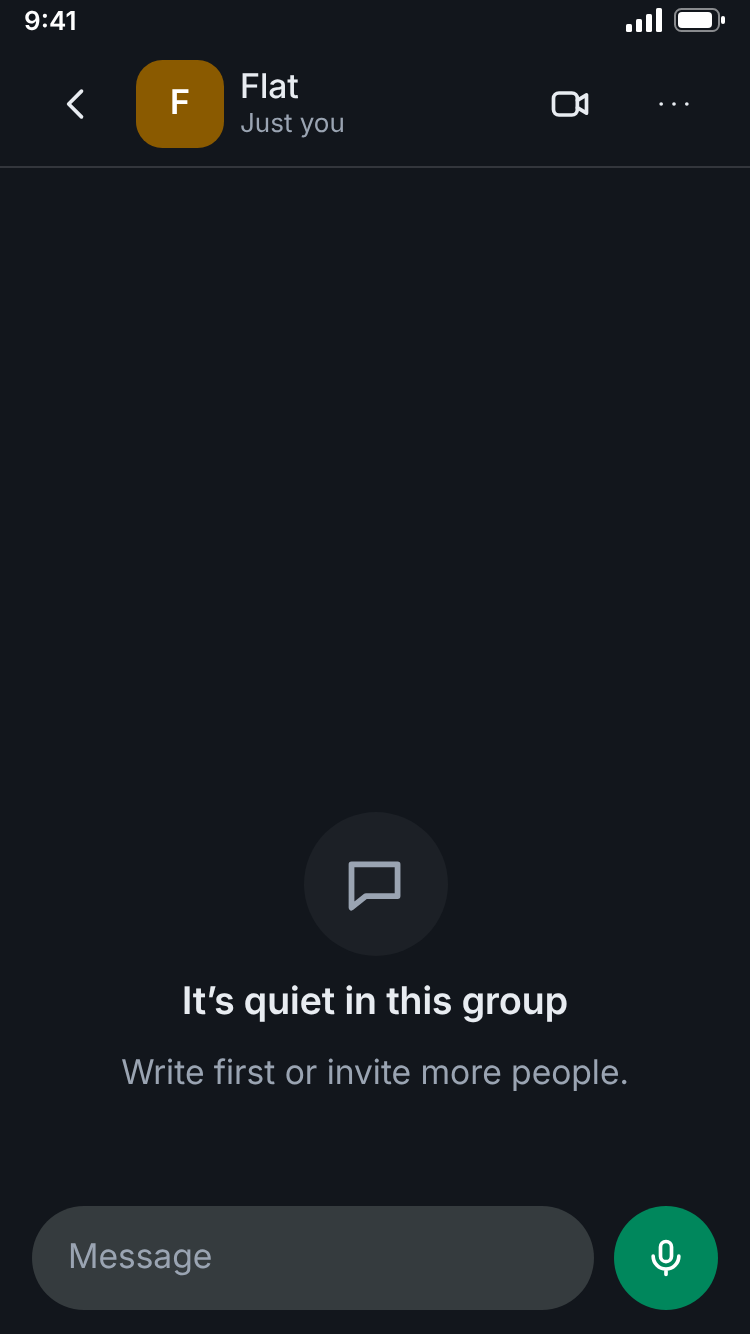 9:41
F
Flat
Just you
It’s quiet in this group
Write first or invite more people.
Message